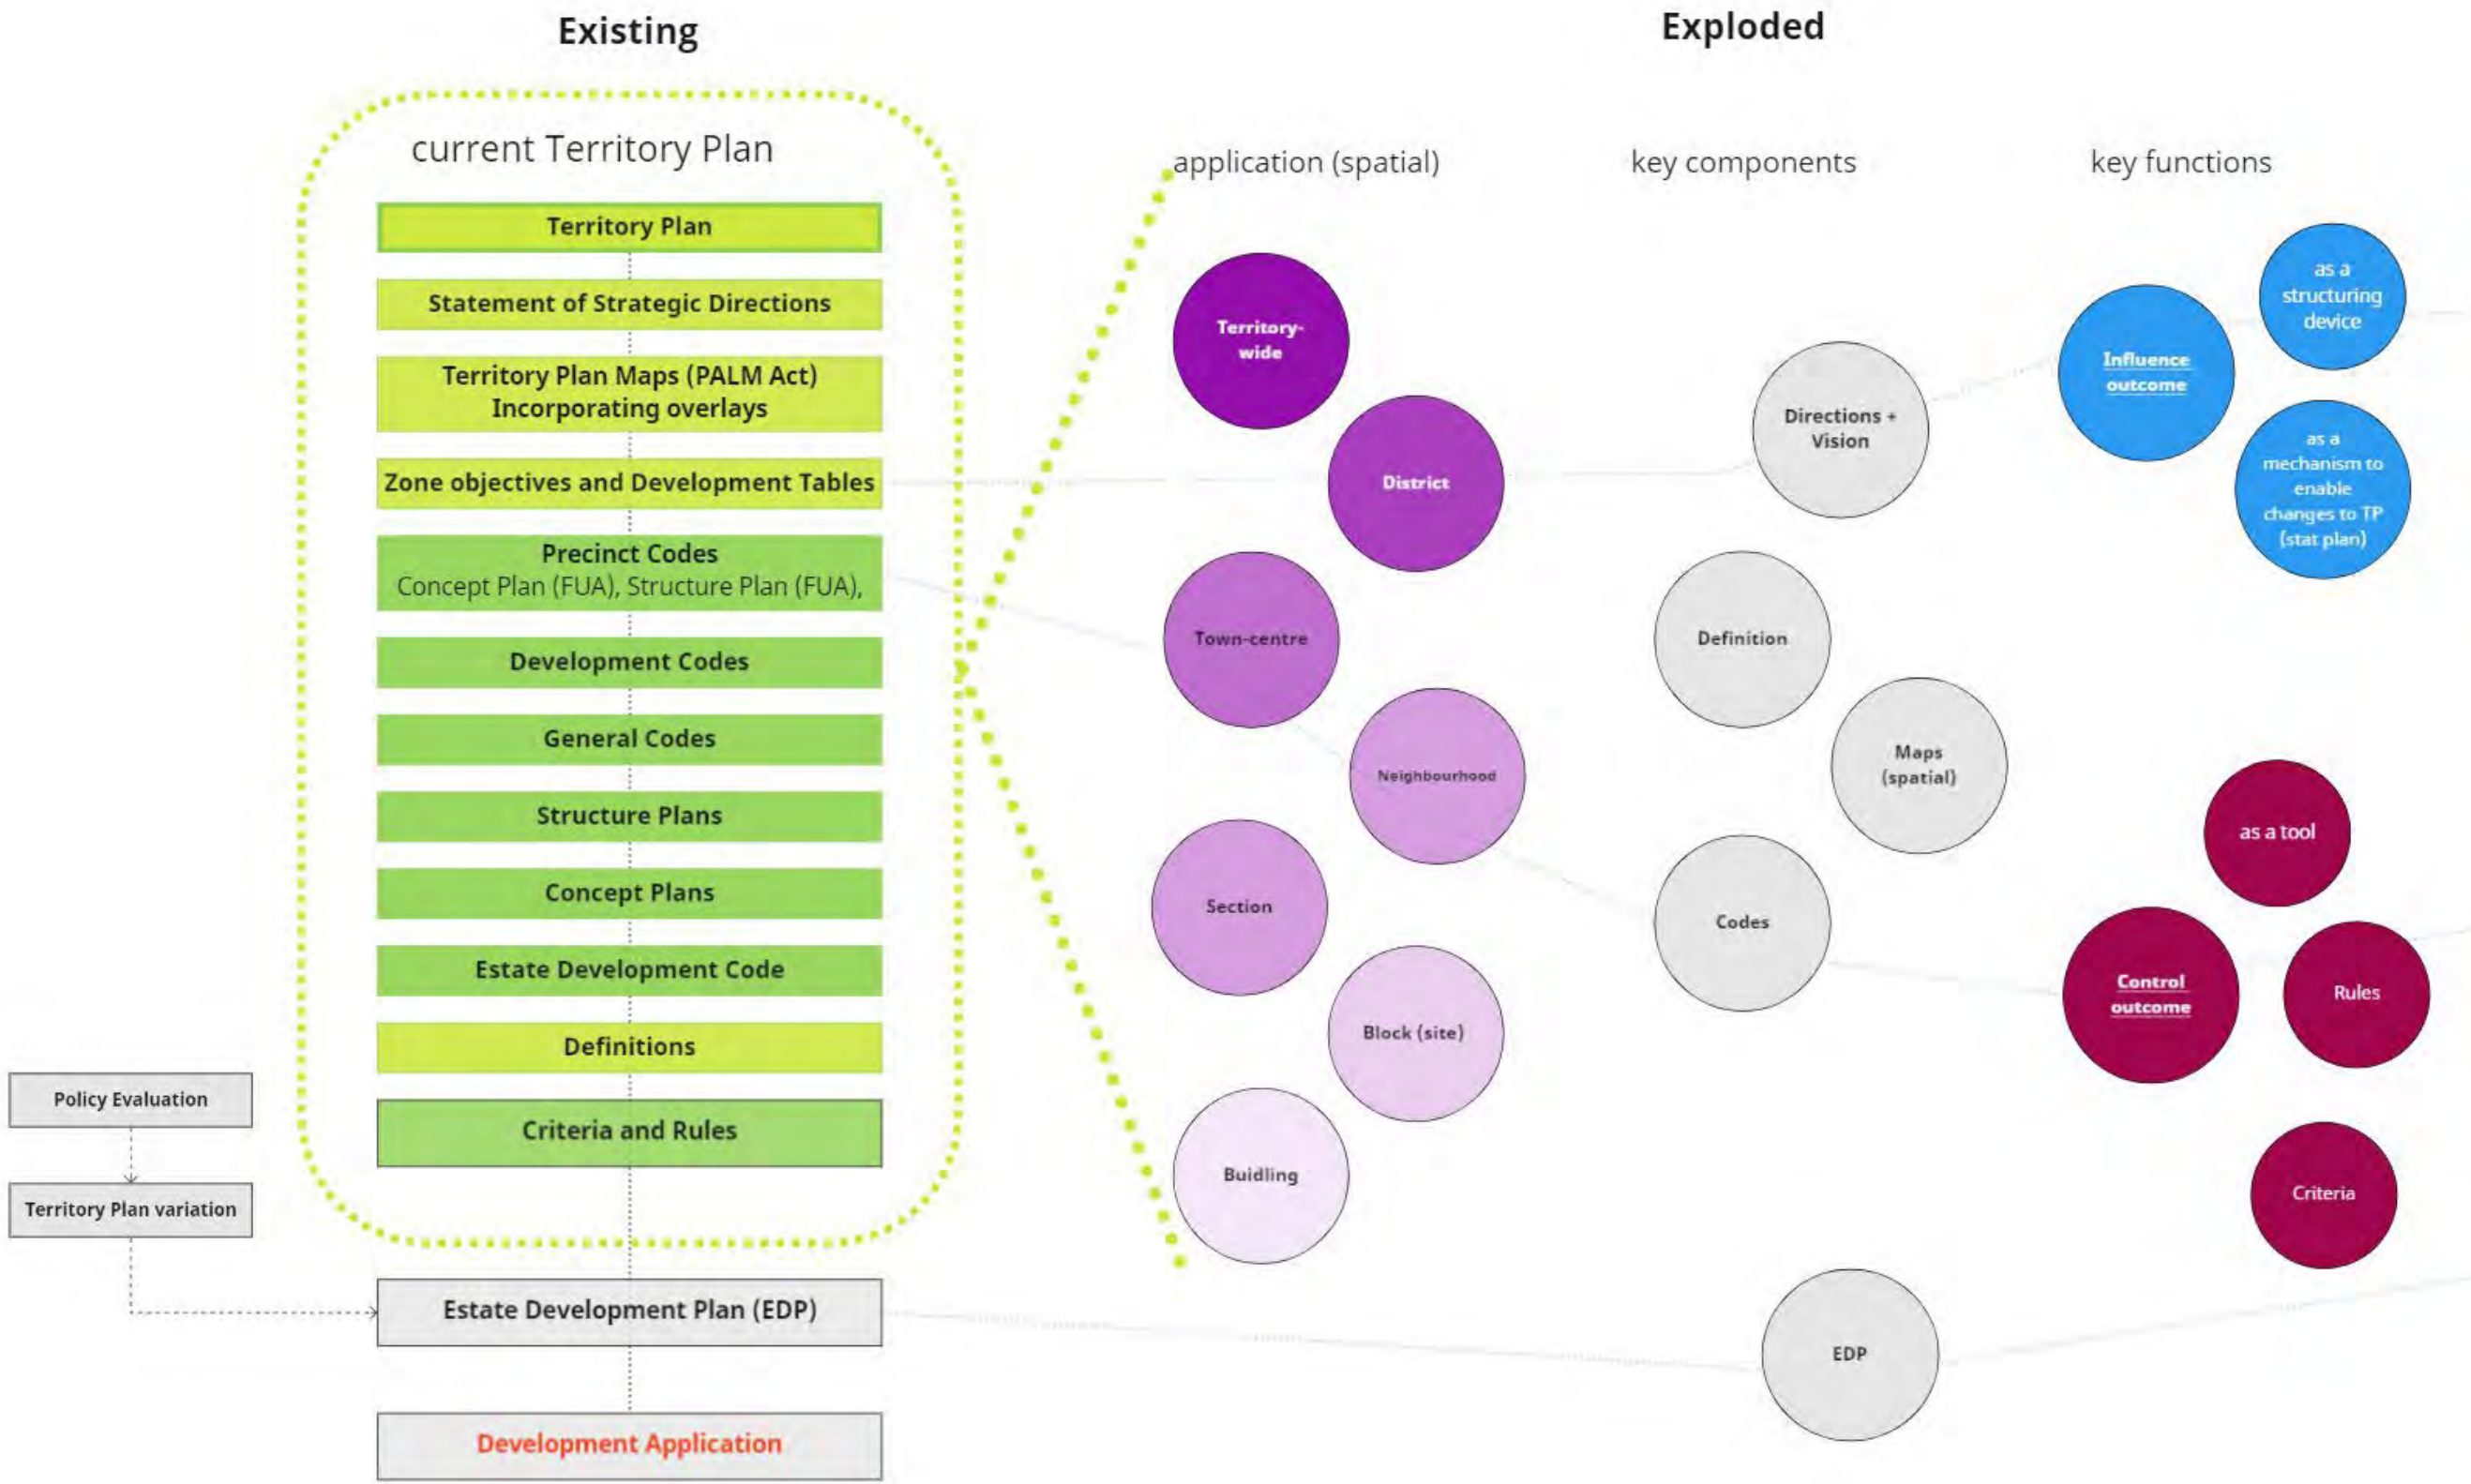 Existing
Exploded
current Territory Plan
Territory Plan
Statement of Strategic Directions
Territory Plan Maps (PALM Act)
Incorporating overlays
Zone objectives and Development Tables
Precinct Codes
Concept Plan (FUA), Structure Plan (FUA),
Development Codes
General Codes
Structure Plans
Concept Plans
Estate Development Code
Definitions
Criteria and Rules
Policy Evaluation
Territory Plan variation
Estate Development Plan (EDP)
Development Application
application (spatial)
Territory-
wide
District
Town-centre
Neighbourhood
Section
Block (site)
Buidling
key components
Directions +
Vision
Definition
Maps
(spatial)
Codes
EDP
key functions
as a
structuring
device
Influence
outcome
as a
mechanism to
enable
changes to TP
(stat plan)
as a tool
Control
outcome
Rules
Criteria